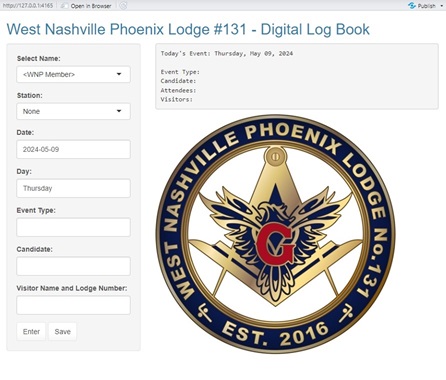 http://127.0.0.1:4165
Open in Browser
Publish
West Nashville Phoenix Lodge #131 - Digital Log Book
Select Name:
<WNP Member>
Station:
None
Date:
2024-05-09
Day:
Thursday
Event Type:
Candidate:
Visitor Name and Lodge Number:
Enter
Save
Today's Event: Thursday, May 09, 2024
Event Type:
Candidate:
Attendees:
Visitors:
WEST NASHVILLE PHOENIX LODGE No. 131
G
EST. 2016